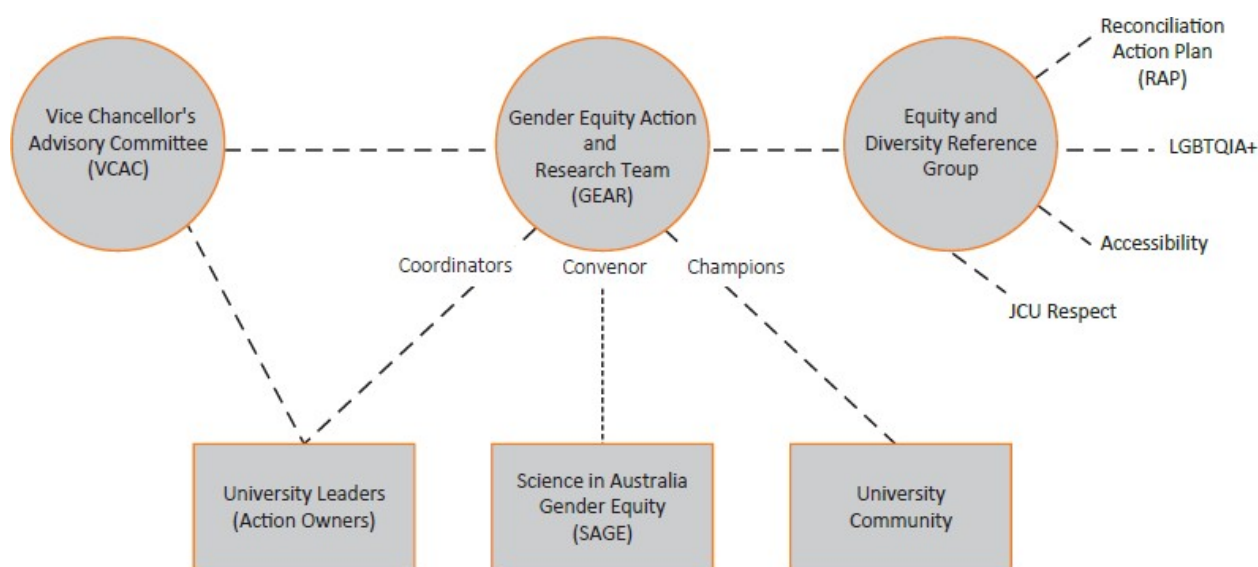 Vice Chancellor's
Advisory Committee
(VCAC)
Gender Equity Action
and
Research Team
(GEAR)
Equity and
Diversity Reference
Group
Reconciliation
Action Plan
(RAP)
LGBTQIA+
Accessibility
JCU Respect
Coordinators
Convenor
Champions
University Leaders
(Action Owners)
Science in Australia
Gender Equity
(SAGE)
University
Community